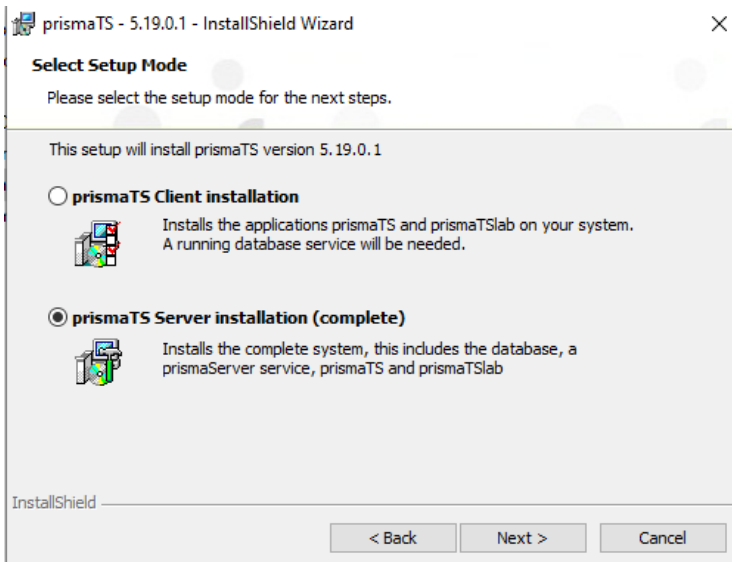 prismaTS - 5.19.0.1 - InstallShield Wizard
Select Setup Mode
Please select the setup mode for the next steps.
This setup will install prismaTS version 5.19.0.1
prismaTS Client installation
Installs the applications prismaTS and prismaTSlab on your system.
A running database service will be needed.
prismaTS Server installation (complete)
Installs the complete system, this includes the database, a
prismaServer service, prismaTS and prismaTSlab
InstallShield
< Back
Next >
Cancel